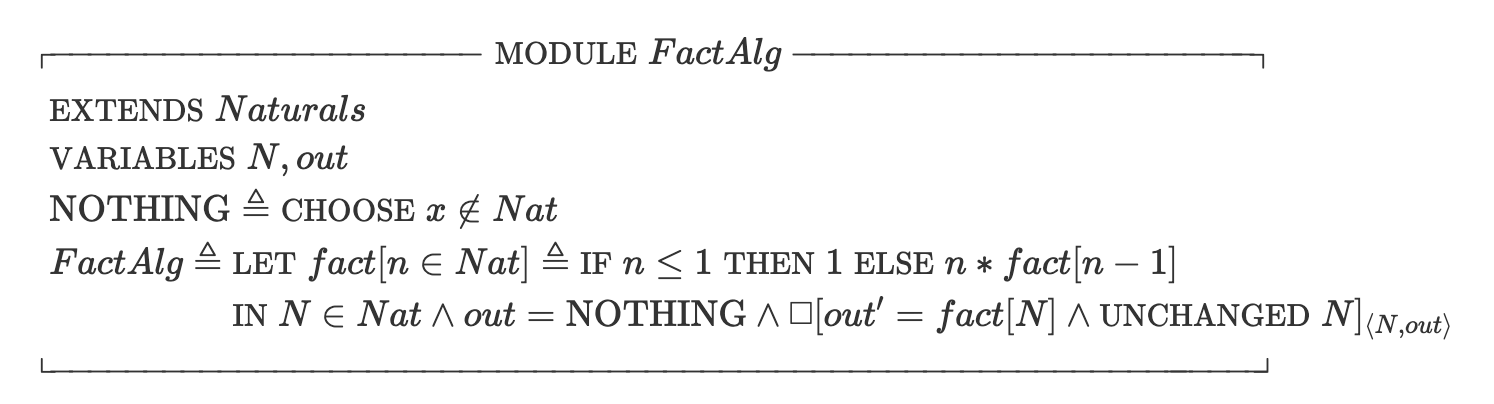 MODULE FactAlg
EXTENDS Naturals
VARIABLES N, out
NOTHING ≜ CHOOSE x ∉ Nat
FactAlg ≜ LET fact[n ∈ Nat] ≜ IF n ≤ 1 THEN 1 ELSE n * fact[n − 1]
IN N ∈ Nat ∧ out = NOTHING ∧ □[out′ = fact[N] ∧ UNCHANGED N]⟨N,out⟩